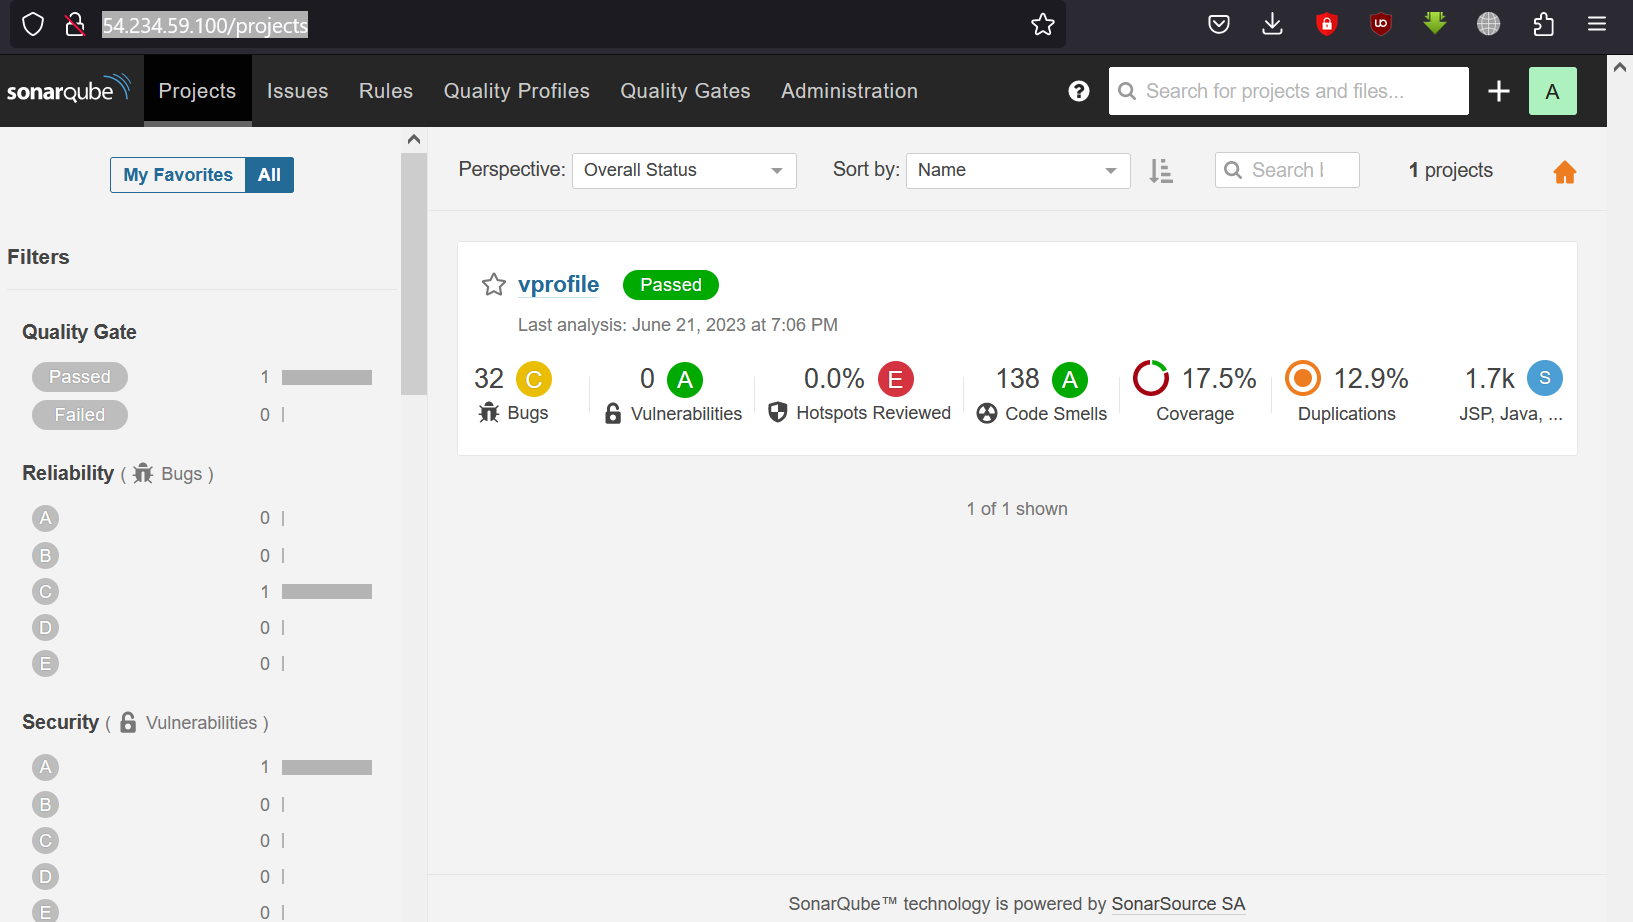 54.234.59.100/projects
sonarqube Projects Issues Rules Quality Profiles Quality Gates Administration ? Search for projects and files... A
My Favorites All
Perspective: Overall Status Sort by: Name Search b 1 projects
Filters
Quality Gate
Passed 1
Failed 0
Reliability ( Bugs )
A 0
B 0
C 1
D 0
E 0
Security ( Vulnerabilities )
A 1
B 0
C 0
D 0
E 0
vprofile Passed
Last analysis: June 21, 2023 at 7:06 PM
32 C 0 A 0.0% E 138 A 17.5% 12.9% 1.7k S
Bugs Vulnerabilities Hotspots Reviewed Code Smells Coverage Duplications JSP, Java, ...
1 of 1 shown
SonarQube™ technology is powered by SonarSource SA